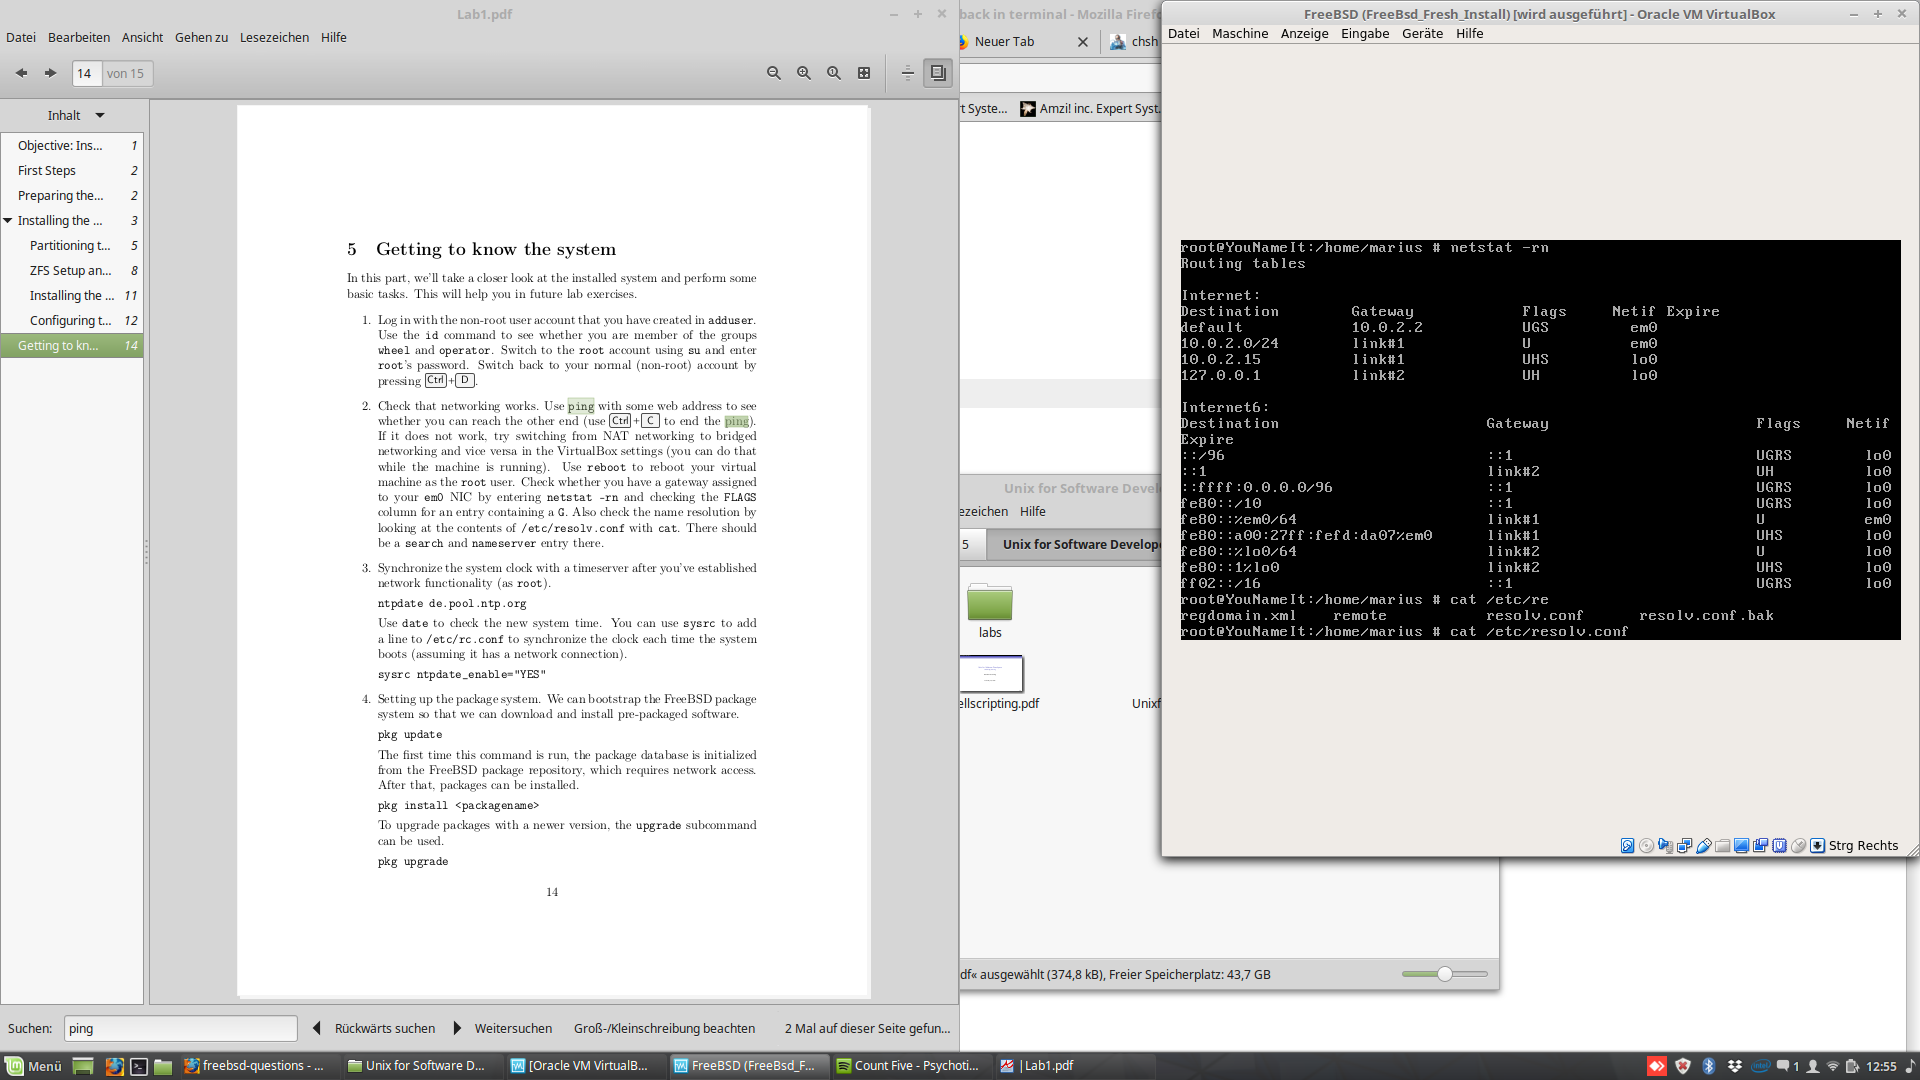 Lab1.pdf
Datei Bearbeiten Ansicht Gehen zu Lesezeichen Hilfe
14 von 15
Inhalt
Objective: Ins... 1
First Steps 2
Preparing the... 2
Installing the ... 3
Partitioning t... 5
ZFS Setup an... 8
Installing the ... 11
Configuring t... 12
Getting to kn... 14
5 Getting to know the system
In this part, we'll take a closer look at the installed system and perform some
basic tasks. This will help you in future lab exercises.
1. Log in with the non-root user account that you have created in adduser.
Use the id command to see whether you are member of the groups
wheel and operator. Switch to the root account using su and enter
root's password. Switch back to your normal (non-root) account by
pressing Ctrl+D.
2. Check that networking works. Use ping with some web address to see
whether you can reach the other end (use Ctrl+C to end the ping).
If it does not work, try switching from NAT networking to bridged
networking and vice versa in the VirtualBox settings (you can do that
while the machine is running). Use reboot to reboot your virtual
machine as the root user. Check whether you have a gateway assigned
to your em0 NIC by entering netstat -rn and checking the FLAGS
column for an entry containing a G. Also check the name resolution by
looking at the contents of /etc/resolv.conf with cat. There should
be a search and nameserver entry there.
3. Synchronize the system clock with a timeserver after you've established
network functionality (as root).
ntpdate de.pool.ntp.org
Use date to check the new system time. You can use sysrc to add
a line to /etc/rc.conf to synchronize the clock each time the system
boots (assuming it has a network connection).
sysrc ntpdate_enable="YES"
4. Setting up the package system. We can bootstrap the FreeBSD package
system so that we can download and install pre-packaged software.
pkg update
The first time this command is run, the package database is initialized
from the FreeBSD package repository, which requires network access.
After that, packages can be installed.
pkg install <packagename>
To upgrade packages with a newer version, the upgrade subcommand
can be used.
pkg upgrade
14
Suchen: ping Rückwärts suchen Weitersuchen Groß-/Kleinschreibung beachten 2 Mal auf dieser Seite gefun...
back in terminal - Mozilla Firefo
Neuer Tab chsh
rt Syste... Amzi! inc. Expert Syst.
Unix for Software Devel
ezeichen Hilfe
5 Unix for Software Develope
labs
ellscripting.pdf Unixf
df« ausgewählt (374,8 kB), Freier Speicherplatz: 43,7 GB
FreeBSD (FreeBsd_Fresh_Install) [wird ausgeführt] - Oracle VM VirtualBox
Datei Maschine Anzeige Eingabe Geräte Hilfe
root@YouNameIt:/home/marius # netstat -rn
Routing tables
Internet:
Destination Gateway Flags Netif Expire
default 10.0.2.2 UGS em0
10.0.2.0/24 link#1 U em0
10.0.2.15 link#1 UHS lo0
127.0.0.1 link#2 UH lo0
Internet6:
Destination Gateway Flags Netif
Expire
::/96 ::1 UGRS lo0
::1 link#2 UH lo0
::ffff:0.0.0.0/96 ::1 UGRS lo0
fe80::/10 ::1 UGRS lo0
fe80::%em0/64 link#1 U em0
fe80::a00:27ff:fefd:da07%em0 link#1 UHS lo0
fe80::%lo0/64 link#2 U lo0
fe80::1%lo0 link#2 UHS lo0
ff02::/16 ::1 UGRS lo0
root@YouNameIt:/home/marius # cat /etc/re
regdomain.xml remote resolv.conf resolv.conf.bak
root@YouNameIt:/home/marius # cat /etc/resolv.conf
Strg Rechts
Menü freebsd-questions - ... Unix for Software D... [Oracle VM VirtualB... FreeBSD (FreeBsd_F... Count Five - Psychoti... |Lab1.pdf 1 12:55